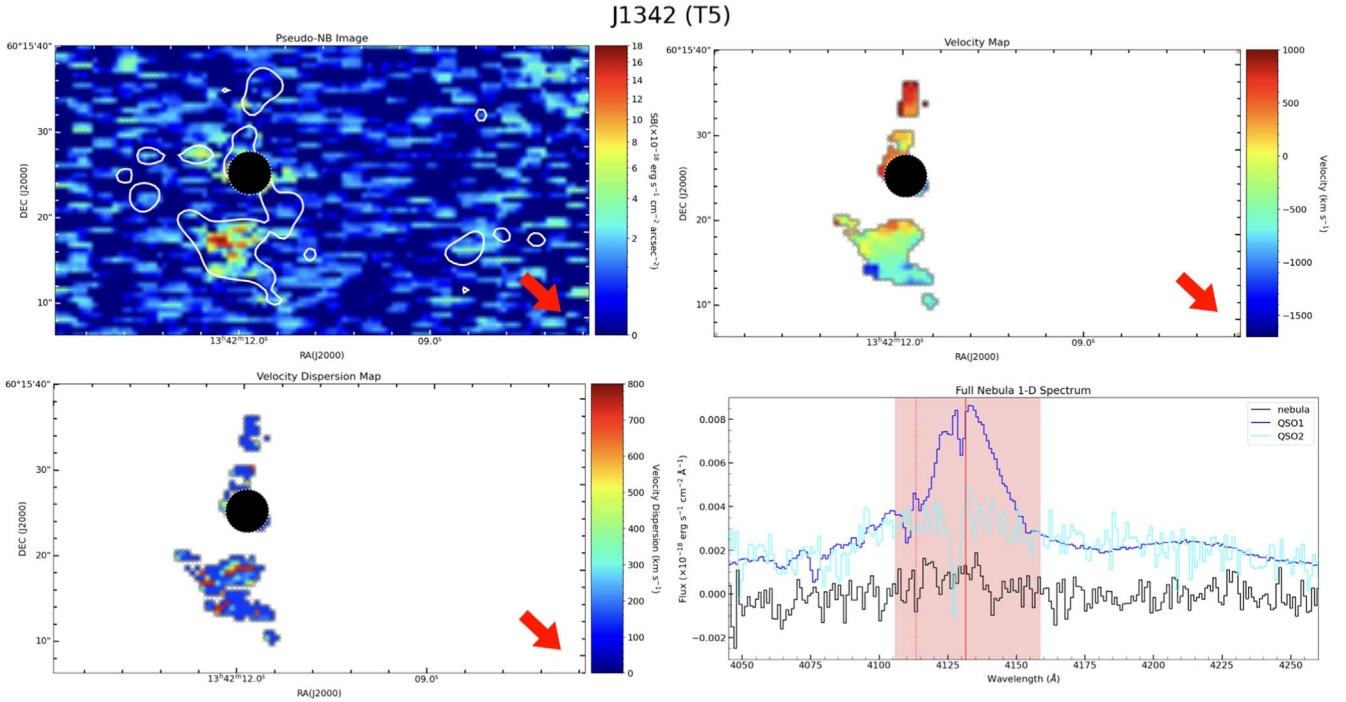 J1342 (T5)
Pseudo-NB Image
60°15'40"
30"
20"
10"
DEC (J2000)
13ʰ42ᵐ12.0ˢ
09.0ˢ
RA(J2000)
18
16
14
12
10
8
6
4
2
0
SB(×10⁻¹⁸ erg s⁻¹ cm⁻² arcsec⁻²)
Velocity Map
60°15'40"
30"
20"
10"
DEC (J2000)
13ʰ42ᵐ12.0ˢ
09.0ˢ
RA(J2000)
1000
500
0
−500
−1000
−1500
Velocity (km s⁻¹)
Velocity Dispersion Map
60°15'40"
30"
20"
10"
DEC (J2000)
13ʰ42ᵐ12.0ˢ
09.0ˢ
RA(J2000)
800
700
600
500
400
300
200
100
0
Velocity Dispersion (km s⁻¹)
Full Nebula 1-D Spectrum
nebula
QSO1
QSO2
0.008
0.006
0.004
0.002
0.000
−0.002
Flux (×10⁻¹⁸ erg s⁻¹ cm⁻² Å⁻¹)
4050
4075
4100
4125
4150
4175
4200
4225
4250
Wavelength (Å)